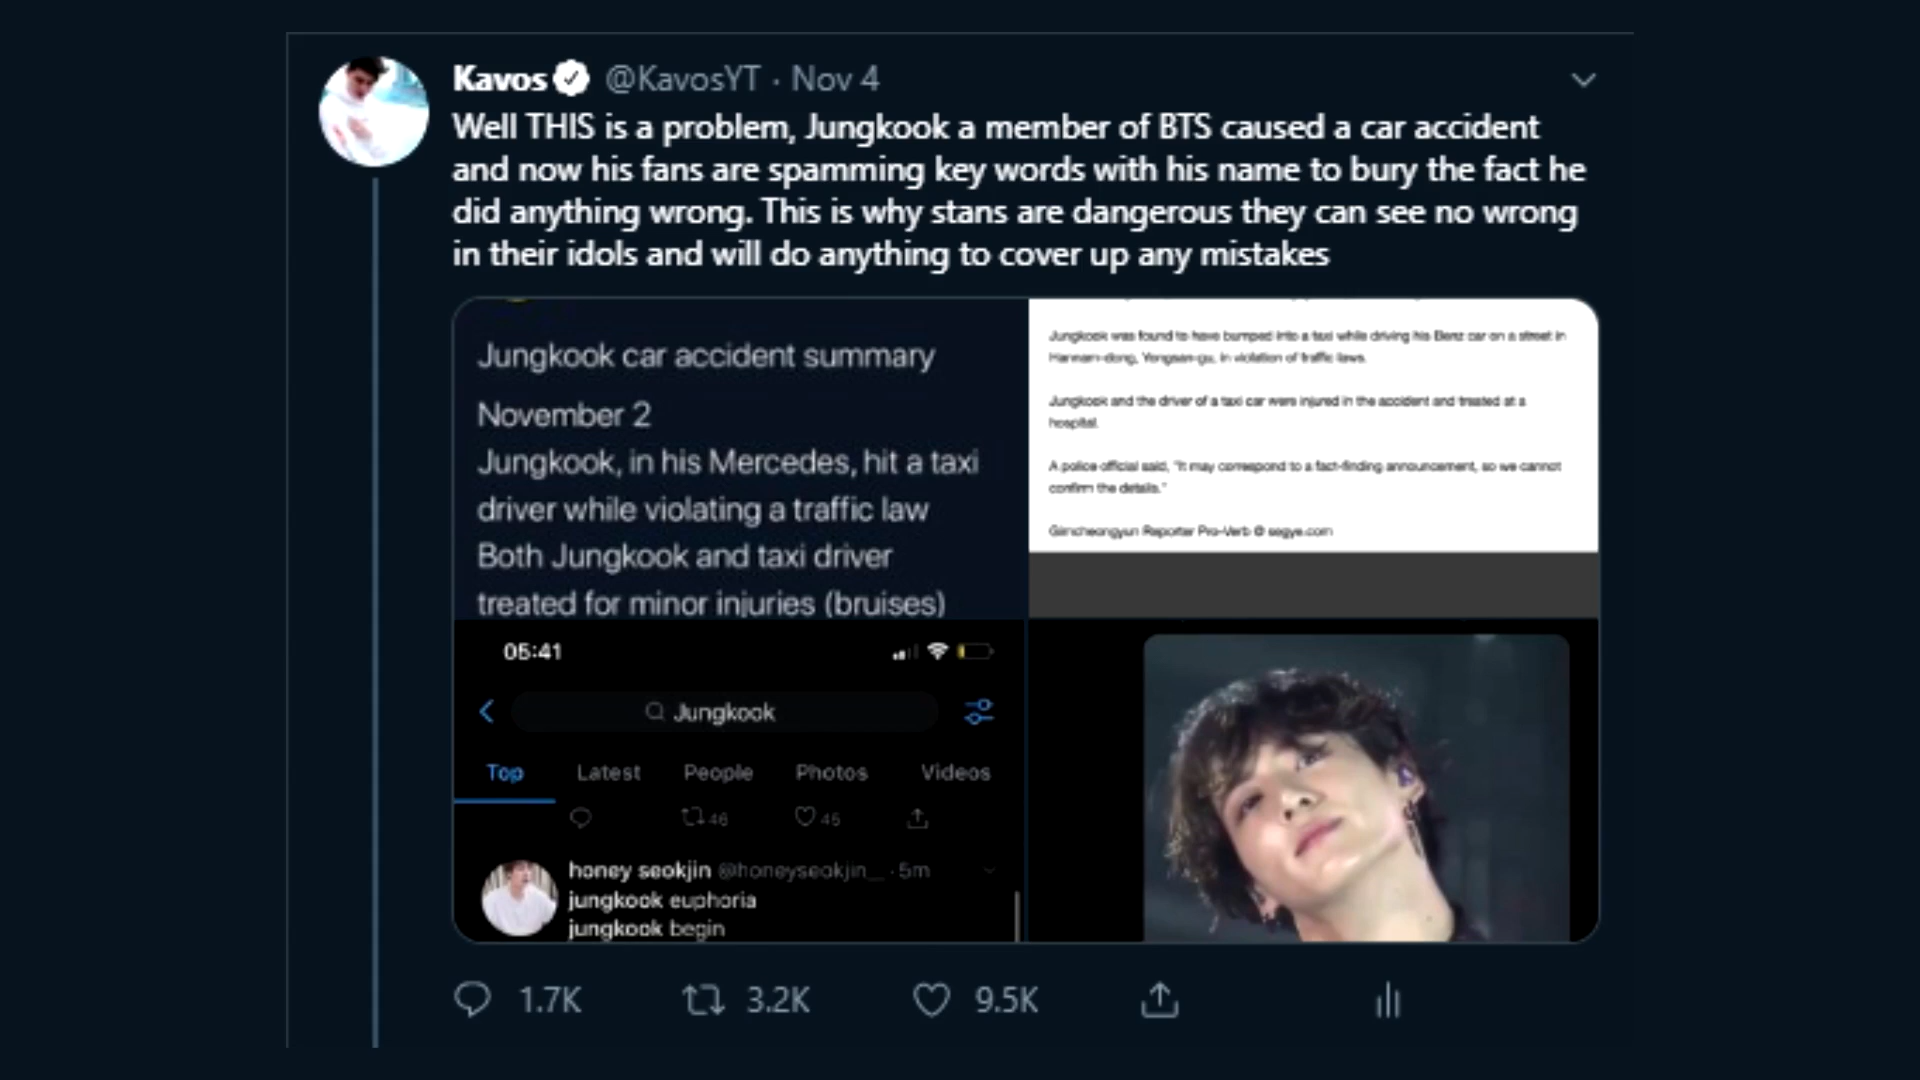 Kavos @KavosYT · Nov 4
Well THIS is a problem, Jungkook a member of BTS caused a car accident
and now his fans are spamming key words with his name to bury the fact he
did anything wrong. This is why stans are dangerous they can see no wrong
in their idols and will do anything to cover up any mistakes
Jungkook car accident summary
November 2
Jungkook, in his Mercedes, hit a taxi
driver while violating a traffic law
Both Jungkook and taxi driver
treated for minor injuries (bruises)
Jungkook was found to have bumped into a taxi while driving his Benz car on a street in
Hannam-dong, Yongsan-gu, in violation of traffic laws.
Jungkook and the driver of a taxi car were injured in the accident and treated at a
hospital.
A police official said, "It may correspond to a fact-finding announcement, so we cannot
confirm the details."
Gimcheongyun Reporter Pro-Verb @ segye.com
05:41
Jungkook
Top Latest People Photos Videos
46 45
honey seokjin @honeyseokjin_ · 5m
jungkook euphoria
jungkook begin
1.7K 3.2K 9.5K